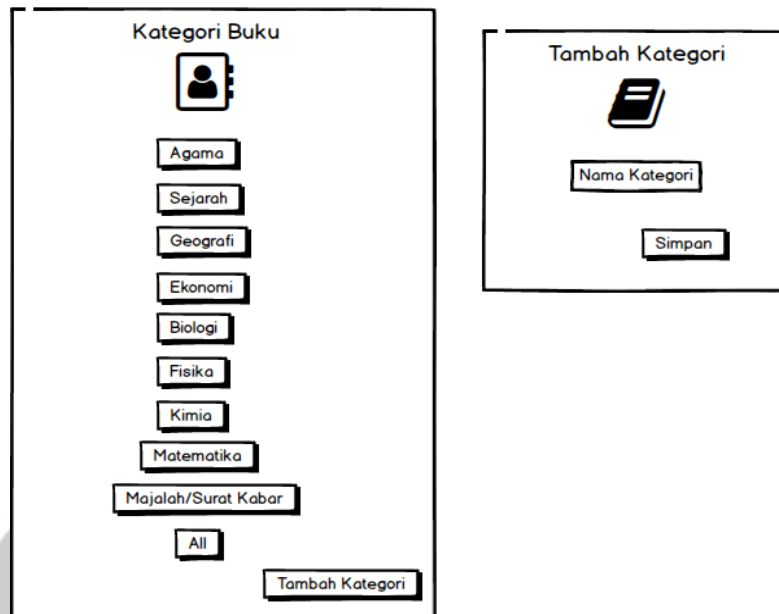 Kategori Buku
Agama
Sejarah
Geografi
Ekonomi
Biologi
Fisika
Kimia
Matematika
Majalah/Surat Kabar
All
Tambah Kategori
Tambah Kategori
Nama Kategori
Simpan